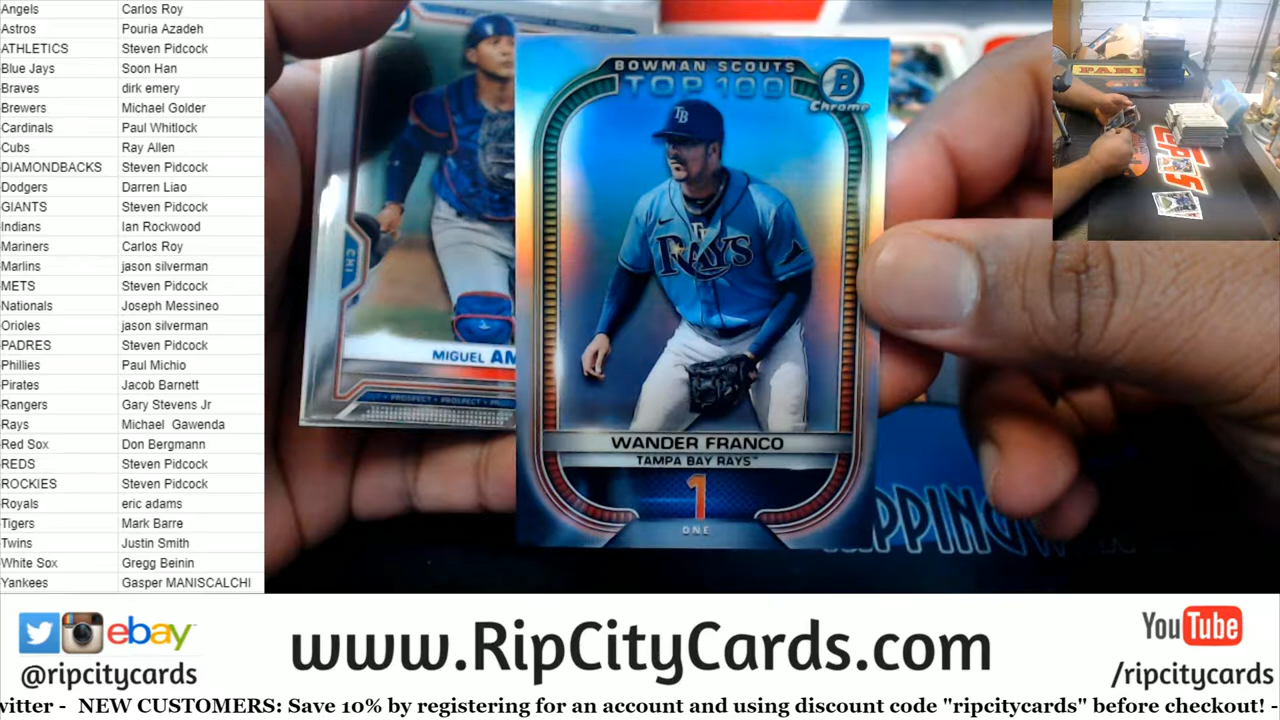 Angels Carlos Roy
Astros Pouria Azadeh
ATHLETICS Steven Pidcock
Blue Jays Soon Han
Braves dirk emery
Brewers Michael Golder
Cardinals Paul Whitlock
Cubs Ray Allen
DIAMONDBACKS Steven Pidcock
Dodgers Darren Liao
GIANTS Steven Pidcock
Indians Ian Rockwood
Mariners Carlos Roy
Marlins jason silverman
METS Steven Pidcock
Nationals Joseph Messineo
Orioles jason silverman
PADRES Steven Pidcock
Phillies Paul Michio
Pirates Jacob Barnett
Rangers Gary Stevens Jr
Rays Michael Gawenda
Red Sox Don Bergmann
REDS Steven Pidcock
ROCKIES Steven Pidcock
Royals eric adams
Tigers Mark Barre
Twins Justin Smith
White Sox Gregg Beinin
Yankees Gasper MANISCALCHI
BOWMAN SCOUTS
TOP 100
B
Chrome
TB
RAYS
WANDER FRANCO
TAMPA BAY RAYS™
1
ONE
CHI
MIGUEL AM
PROSPECT • PROSPECT
ebay
@ripcitycards
www.RipCityCards.com
YouTube
/ripcitycards
witter - NEW CUSTOMERS: Save 10% by registering for an account and using discount code "ripcitycards" before checkout! -